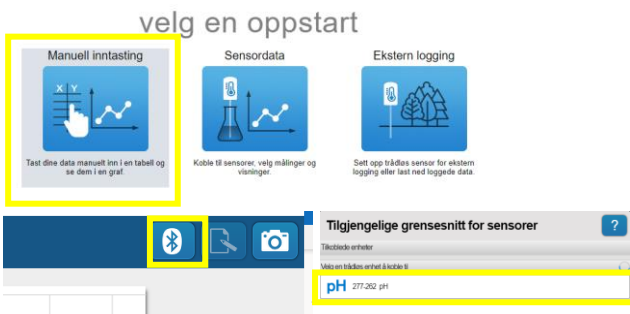 velg en oppstart
Manuell inntasting
Sensordata
Ekstern logging
X Y
Tast dine data manuelt inn i en tabell og
se dem i en graf.
Koble til sensorer, velg målinger og
visninger.
Sett opp trådløs sensor for ekstern
logging eller last ned loggede data.
Tilgjengelige grensesnitt for sensorer
?
Tilkoblede enheter
Velg en trådløs enhet å koble til
pH 277-262 pH